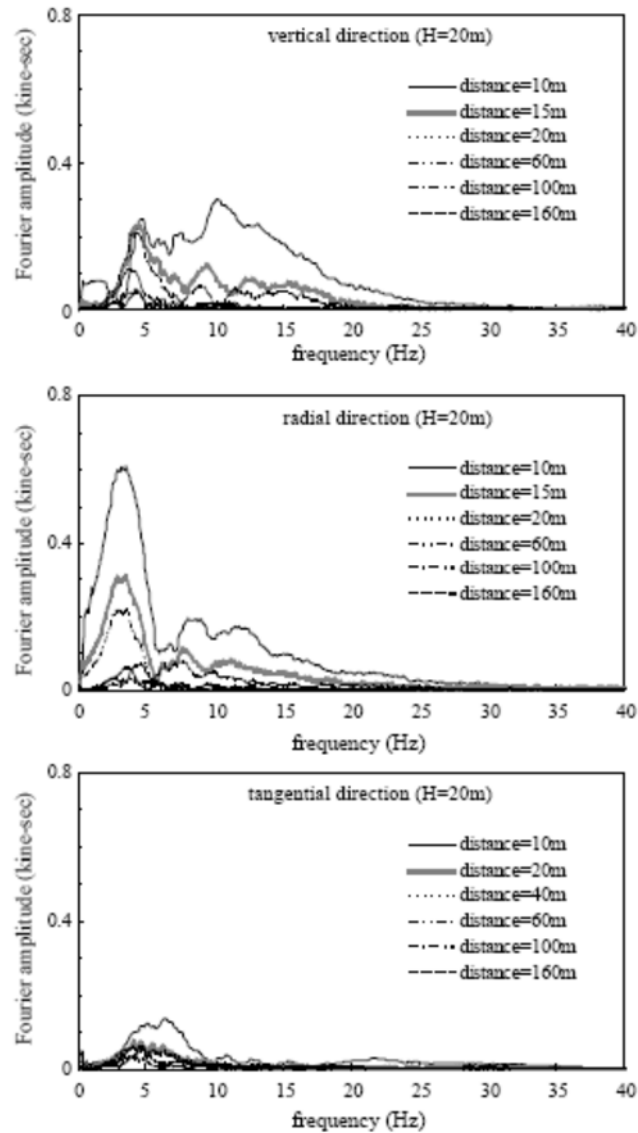 0.8
vertical direction (H=20m)
distance=10m
distance=15m
distance=20m
distance=60m
distance=100m
distance=160m
0.4
0
Fourier amplitude (kine-sec)
0 5 10 15 20 25 30 35 40
frequency (Hz)
0.8
radial direction (H=20m)
distance=10m
distance=15m
distance=20m
distance=60m
distance=100m
distance=160m
0.4
0
Fourier amplitude (kine-sec)
0 5 10 15 20 25 30 35 40
frequency (Hz)
0.8
tangential direction (H=20m)
distance=10m
distance=20m
distance=40m
distance=60m
distance=100m
distance=160m
0.4
0
Fourier amplitude (kine-sec)
0 5 10 15 20 25 30 35 40
frequency (Hz)